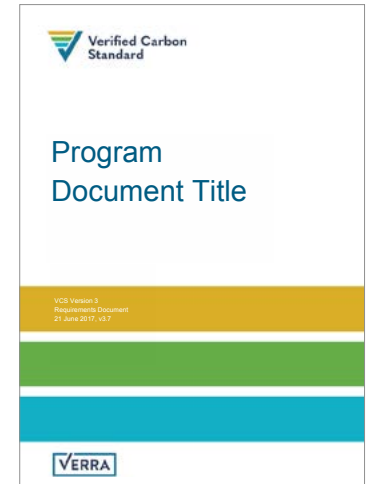 Verified Carbon
Standard
Program
Document Title
VCS Version 3
Requirements Document
21 June 2017, v3.7
VERRA